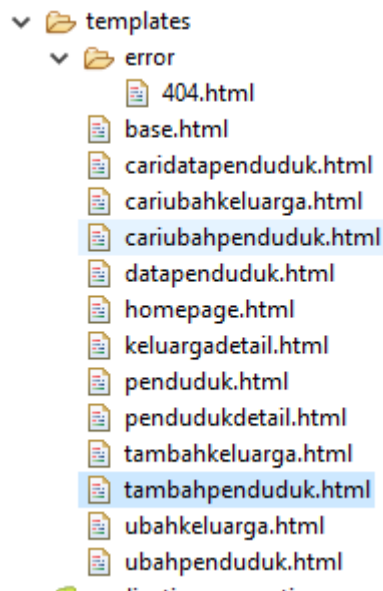 templates
error
404.html
base.html
caridatapenduduk.html
cariubahkeluarga.html
cariubahpenduduk.html
datapenduduk.html
homepage.html
keluargadetail.html
penduduk.html
pendudukdetail.html
tambahkeluarga.html
tambahpenduduk.html
ubahkeluarga.html
ubahpenduduk.html